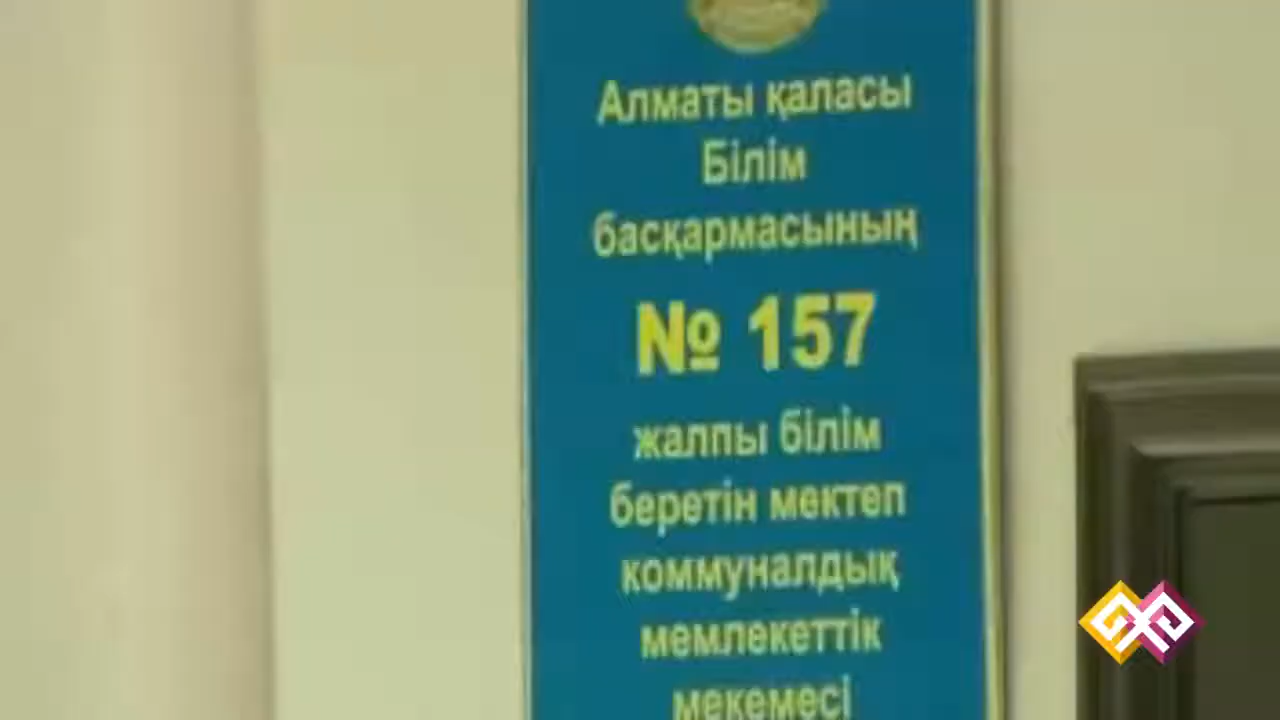 Алматы қаласы
Білім
басқармасының
№ 157
жалпы білім
беретін мектеп
коммуналдық
мемлекеттік
мекемесі